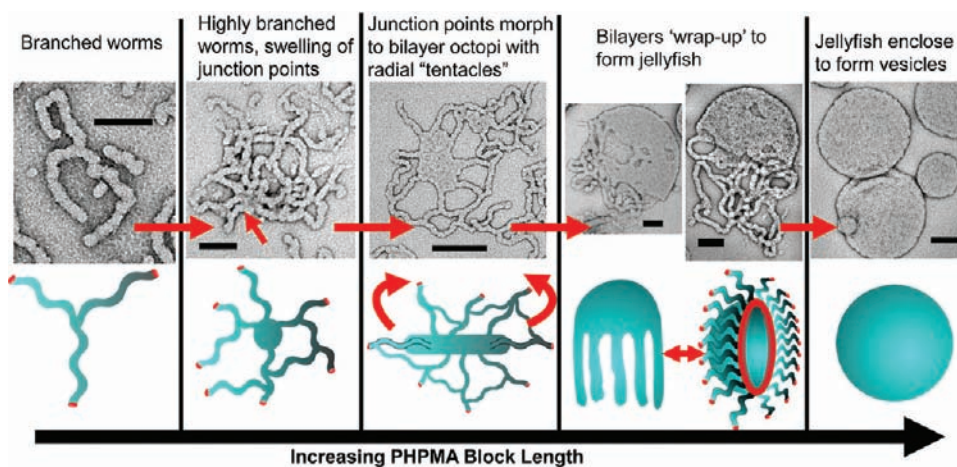 Branched worms
Highly branched
worms, swelling of
junction points
Junction points morph
to bilayer octopi with
radial “tentacles”
Bilayers ‘wrap-up’ to
form jellyfish
Jellyfish enclose
to form vesicles
Increasing PHPMA Block Length